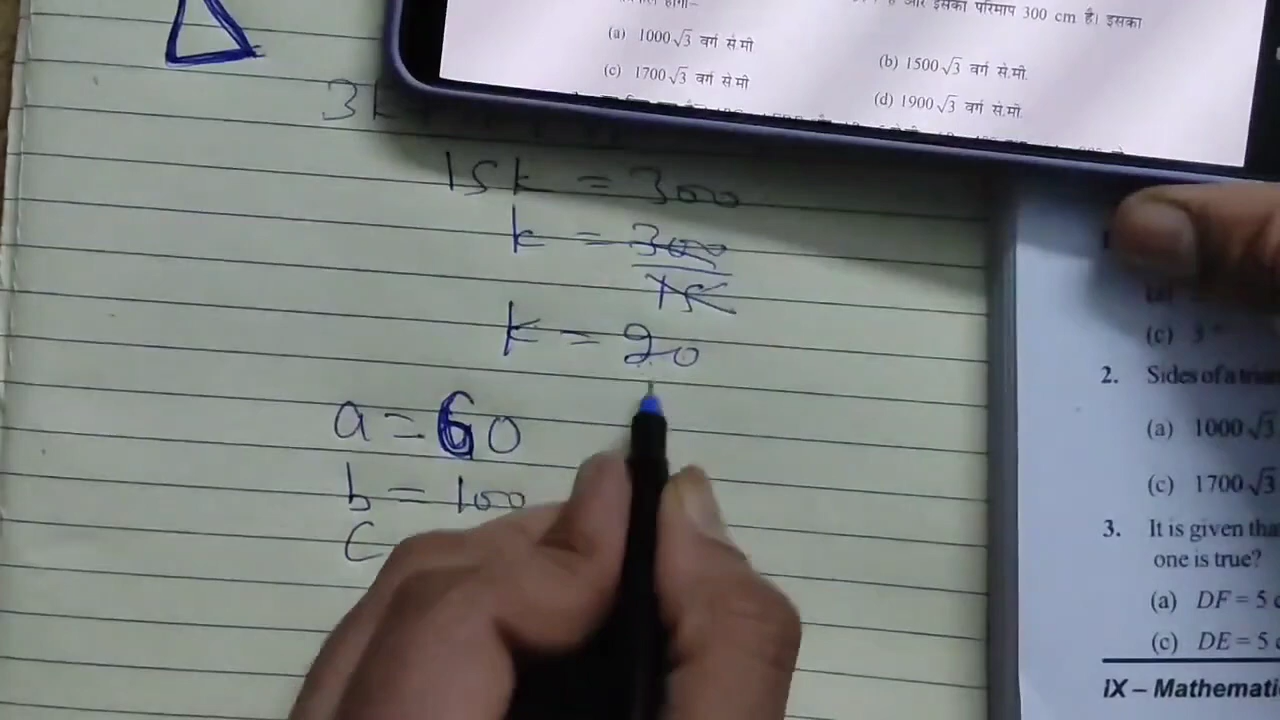 और इसका परिमाप 300 cm है। इसका
(a) 1000√3 वर्ग से.मी
(b) 1500√3 वर्ग से.मी.
(c) 1700√3 वर्ग से.मी
(d) 1900√3 वर्ग से.मी.
3k
15k = 300
k = 300
15
k = 20
a = 60
b = 100
c
(c) 3
2. Sides of a
(a) 1000√3
(c) 1700√3
3. It is given tha
one is true?
(a) DF = 5 c
(c) DE = 5 c
IX – Mathemati